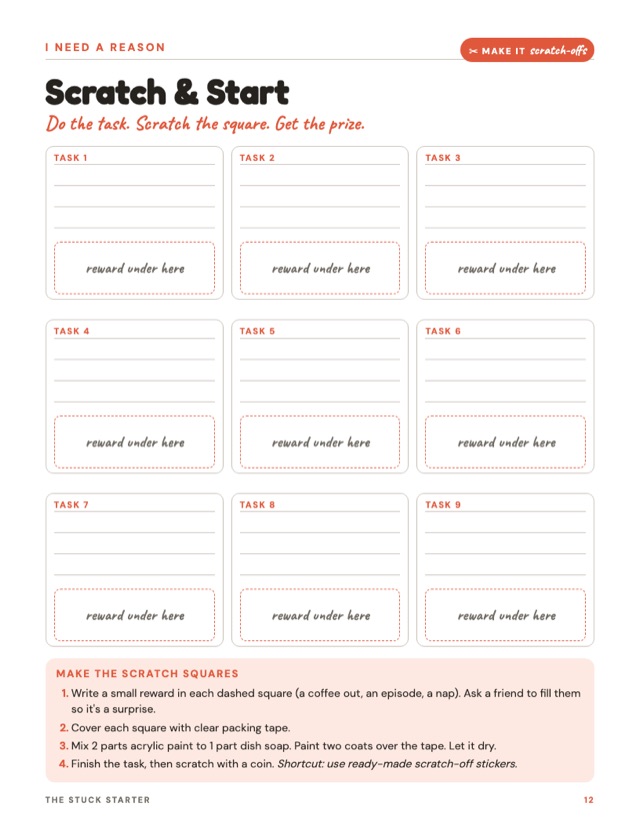 I NEED A REASON
✂ MAKE IT scratch-offs
Scratch & Start
Do the task. Scratch the square. Get the prize.
TASK 1
TASK 2
TASK 3
reward under here
reward under here
reward under here
TASK 4
TASK 5
TASK 6
reward under here
reward under here
reward under here
TASK 7
TASK 8
TASK 9
reward under here
reward under here
reward under here
MAKE THE SCRATCH SQUARES
1. Write a small reward in each dashed square (a coffee out, an episode, a nap). Ask a friend to fill them
so it's a surprise.
2. Cover each square with clear packing tape.
3. Mix 2 parts acrylic paint to 1 part dish soap. Paint two coats over the tape. Let it dry.
4. Finish the task, then scratch with a coin. Shortcut: use ready-made scratch-off stickers.
THE STUCK STARTER
12